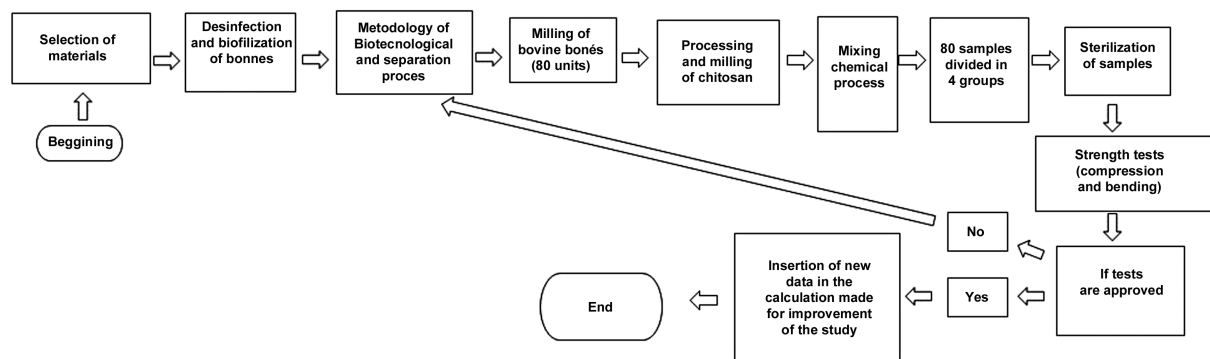 Selection of
materials
Desinfection
and biofilization
of bonnes
Metodology of
Biotecnological
and separation
proces
Milling of
bovine bonés
(80 units)
Processing
and milling
of chitosan
Mixing
chemical
process
80 samples
divided in
4 groups
Sterilization
of samples
Beggining
Strength tests
(compression
and bending)
No
If tests
are approved
Yes
Insertion of new
data in the
calculation made
for improvement
of the study
End